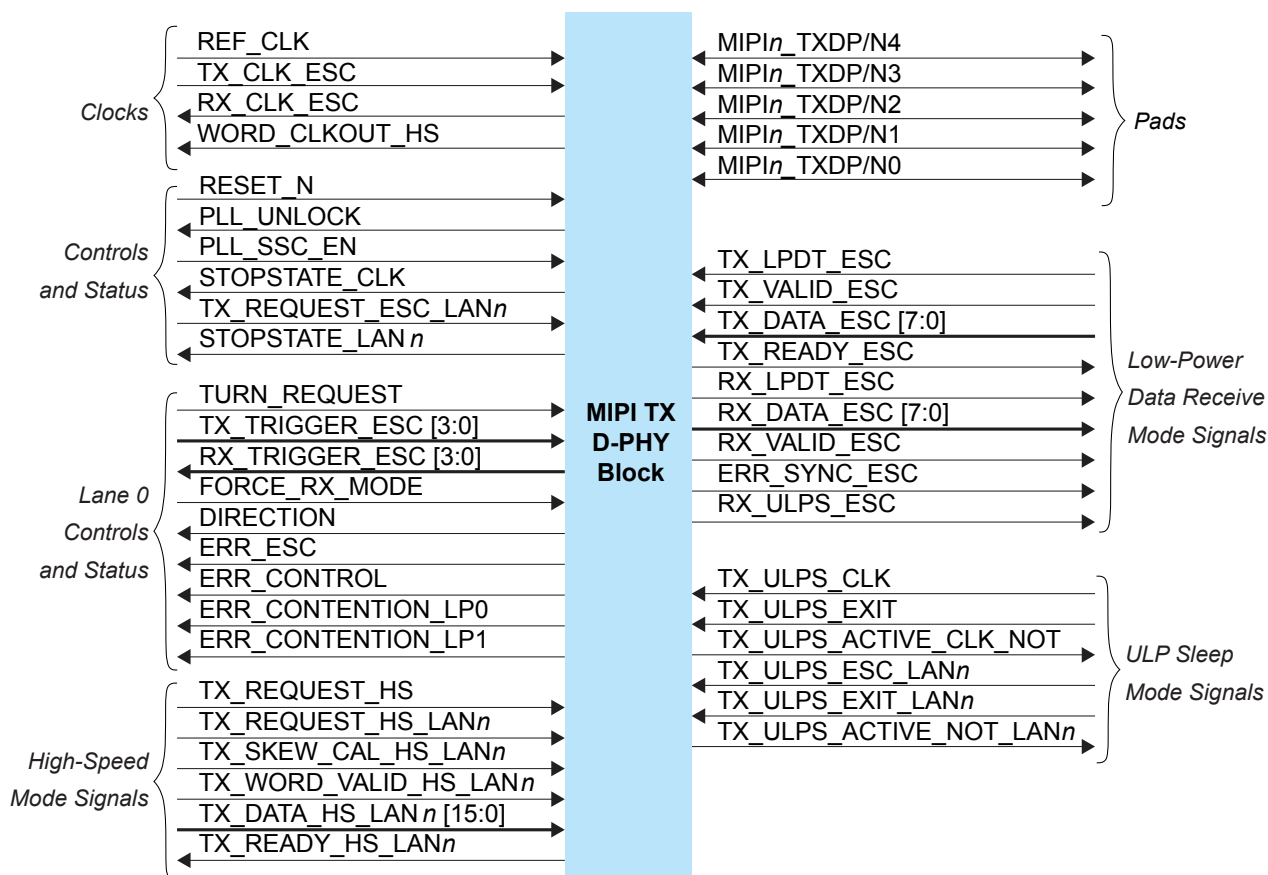 Clocks
REF_CLK
TX_CLK_ESC
RX_CLK_ESC
WORD_CLKOUT_HS
Controls
and Status
RESET_N
PLL_UNLOCK
PLL_SSC_EN
STOPSTATE_CLK
TX_REQUEST_ESC_LANn
STOPSTATE_LANn
Lane 0
Controls
and Status
TURN_REQUEST
TX_TRIGGER_ESC [3:0]
RX_TRIGGER_ESC [3:0]
FORCE_RX_MODE
DIRECTION
ERR_ESC
ERR_CONTROL
ERR_CONTENTION_LP0
ERR_CONTENTION_LP1
High-Speed
Mode Signals
TX_REQUEST_HS
TX_REQUEST_HS_LANn
TX_SKEW_CAL_HS_LANn
TX_WORD_VALID_HS_LANn
TX_DATA_HS_LANn [15:0]
TX_READY_HS_LANn
MIPI TX
D-PHY
Block
MIPIn_TXDP/N4
MIPIn_TXDP/N3
MIPIn_TXDP/N2
MIPIn_TXDP/N1
MIPIn_TXDP/N0
Pads
TX_LPDT_ESC
TX_VALID_ESC
TX_DATA_ESC [7:0]
TX_READY_ESC
RX_LPDT_ESC
RX_DATA_ESC [7:0]
RX_VALID_ESC
ERR_SYNC_ESC
RX_ULPS_ESC
Low-Power
Data Receive
Mode Signals
TX_ULPS_CLK
TX_ULPS_EXIT
TX_ULPS_ACTIVE_CLK_NOT
TX_ULPS_ESC_LANn
TX_ULPS_EXIT_LANn
TX_ULPS_ACTIVE_NOT_LANn
ULP Sleep
Mode Signals